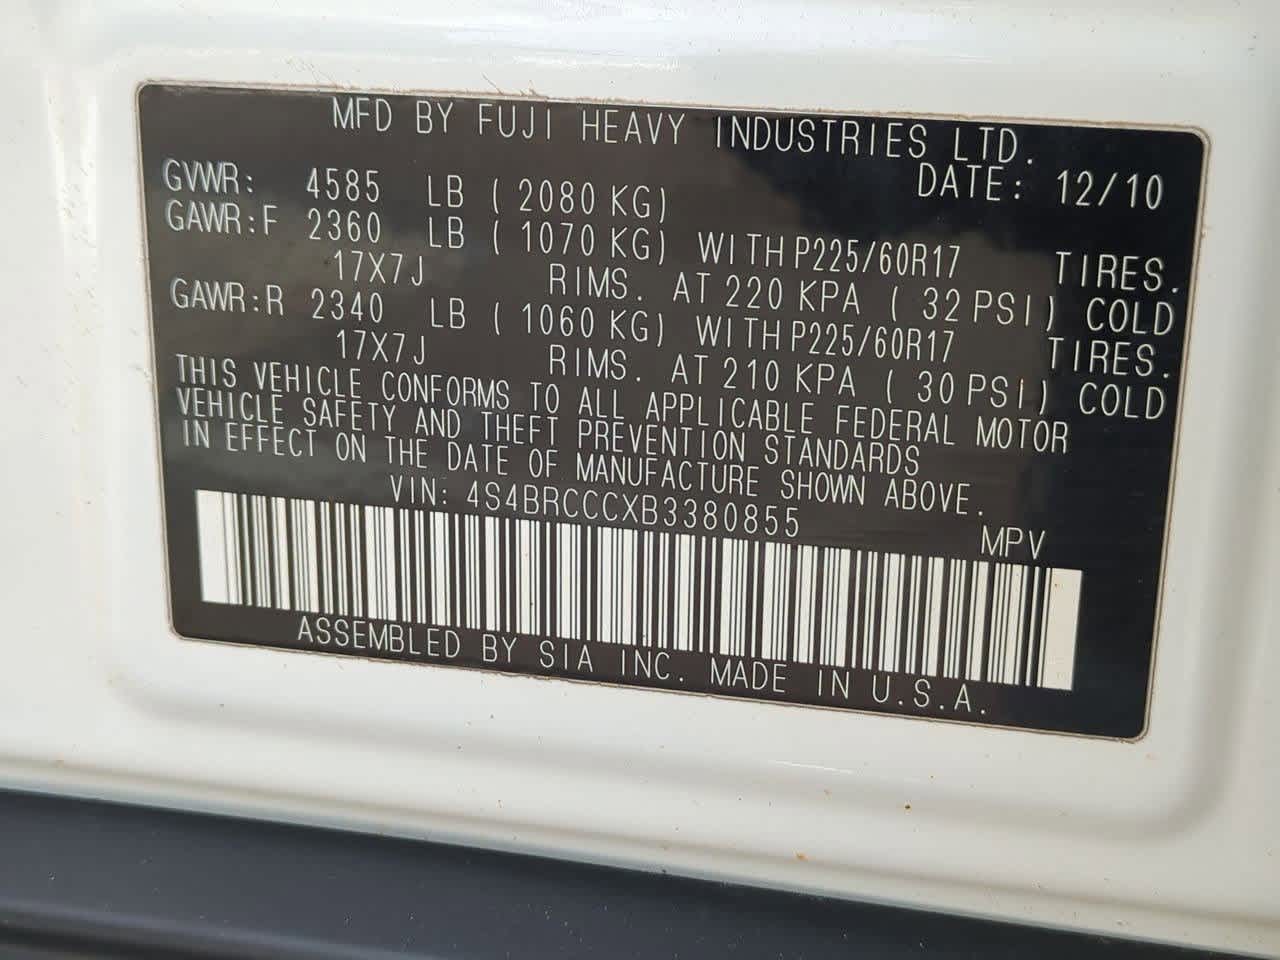 MFD BY FUJI HEAVY INDUSTRIES LTD.
DATE: 12/10
GVWR: 4585 LB ( 2080 KG)
GAWR:F 2360 LB ( 1070 KG) WITH P225/60R17 TIRES.
17X7J RIMS. AT 220 KPA ( 32 PSI) COLD
GAWR:R 2340 LB ( 1060 KG) WITH P225/60R17 TIRES.
17X7J RIMS. AT 210 KPA ( 30 PSI) COLD
THIS VEHICLE CONFORMS TO ALL APPLICABLE FEDERAL MOTOR
VEHICLE SAFETY AND THEFT PREVENTION STANDARDS
IN EFFECT ON THE DATE OF MANUFACTURE SHOWN ABOVE.
VIN: 4S4BRCCCXB3380855 MPV
ASSEMBLED BY SIA INC. MADE IN U.S.A.